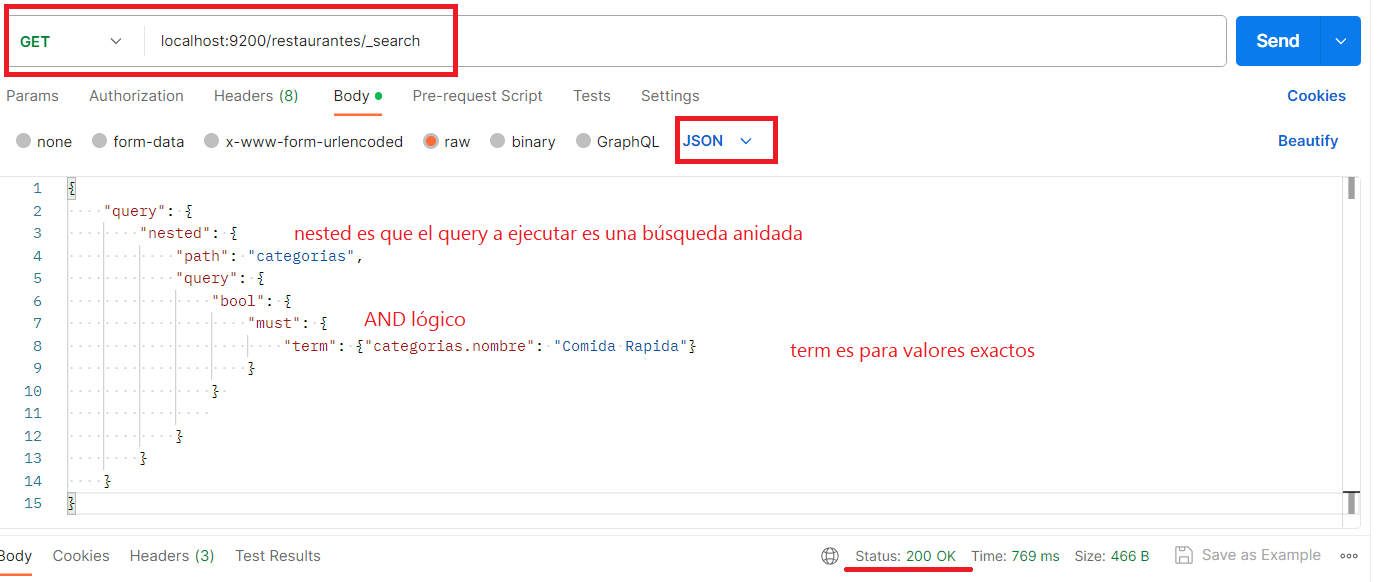 GET localhost:9200/restaurantes/_search Send
Params Authorization Headers (8) Body Pre-request Script Tests Settings Cookies
none form-data x-www-form-urlencoded raw binary GraphQL JSON Beautify
1 {
2 "query": {
3 "nested": { nested es que el query a ejecutar es una búsqueda anidada
4 "path": "categorias",
5 "query": {
6 "bool": {
7 "must": { AND lógico
8 "term": {"categorias.nombre": "Comida Rapida"} term es para valores exactos
9 }
10 }
11
12 }
13 }
14 }
15 }
Body Cookies Headers (3) Test Results Status: 200 OK Time: 769 ms Size: 466 B Save as Example